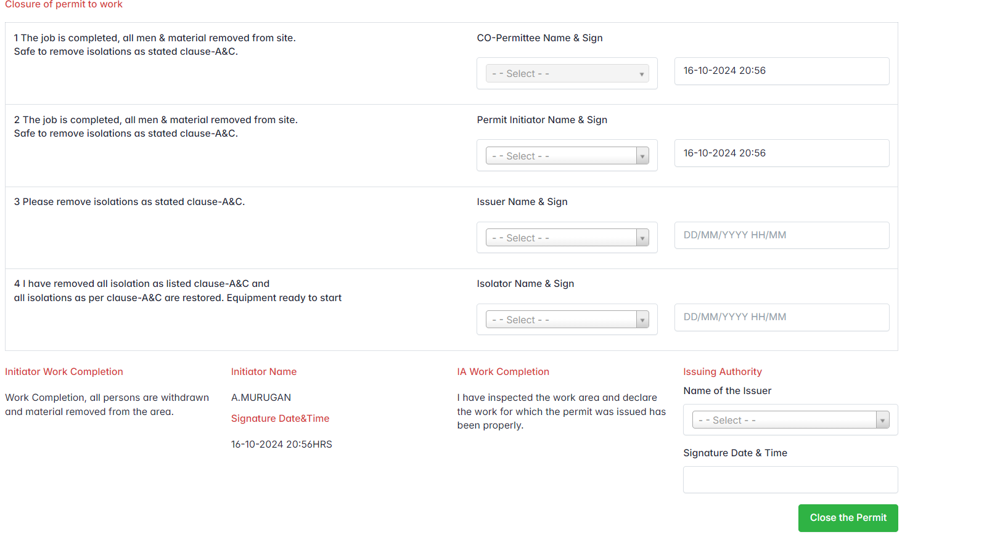 Closure of permit to work
1 The job is completed, all men & material removed from site.
Safe to remove isolations as stated clause-A&C.
CO-Permittee Name & Sign
- - Select - -
16-10-2024 20:56
2 The job is completed, all men & material removed from site.
Safe to remove isolations as stated clause-A&C.
Permit Initiator Name & Sign
- - Select - -
16-10-2024 20:56
3 Please remove isolations as stated clause-A&C.
Issuer Name & Sign
- - Select - -
DD/MM/YYYY HH/MM
4 I have removed all isolation as listed clause-A&C and
all isolations as per clause-A&C are restored. Equipment ready to start
Isolator Name & Sign
- - Select - -
DD/MM/YYYY HH/MM
Initiator Work Completion
Work Completion, all persons are withdrawn
and material removed from the area.
Initiator Name
A.MURUGAN
Signature Date&Time
16-10-2024 20:56HRS
IA Work Completion
I have inspected the work area and declare
the work for which the permit was issued has
been properly.
Issuing Authority
Name of the Issuer
- - Select - -
Signature Date & Time
Close the Permit